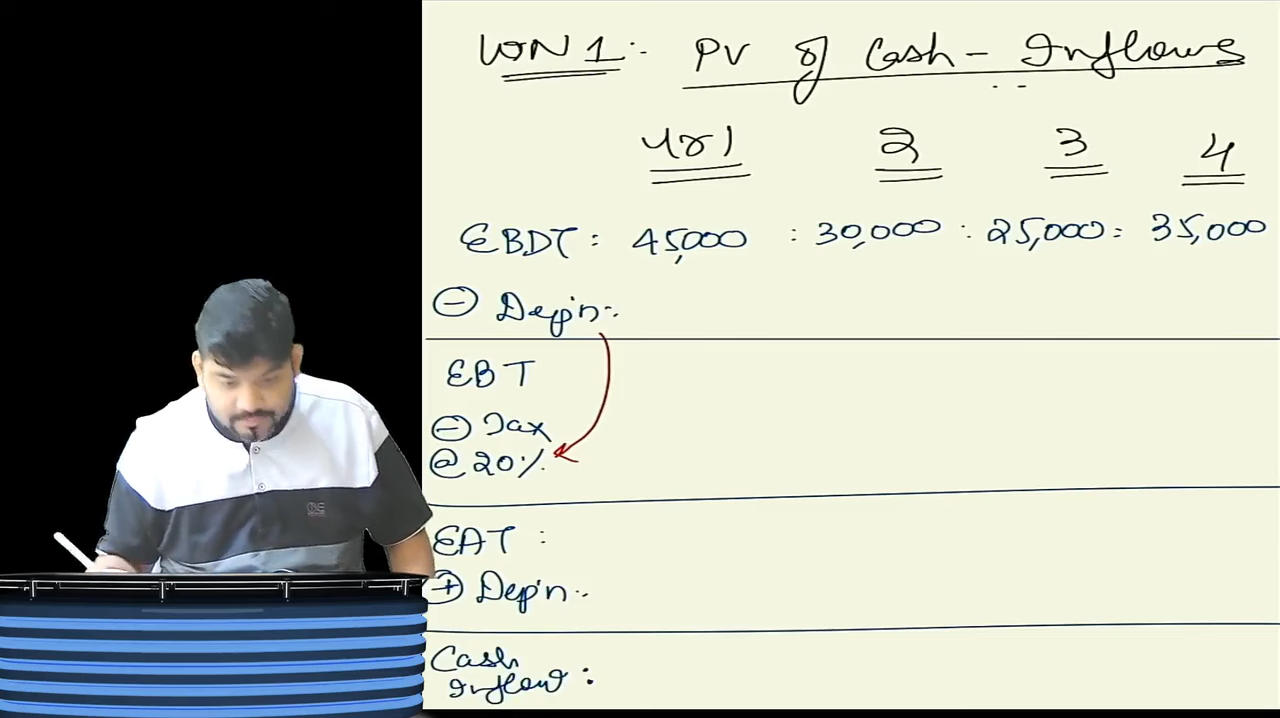 WN 1 :- PV of Cash - Inflows
Yr 1 2 3 4
EBDT : 45,000 : 30,000 : 25,000 : 35,000
(-) Dep'n :-
EBT
(-) Tax
@ 20%.
EAT :
(+) Dep'n :-
Cash
Inflow :